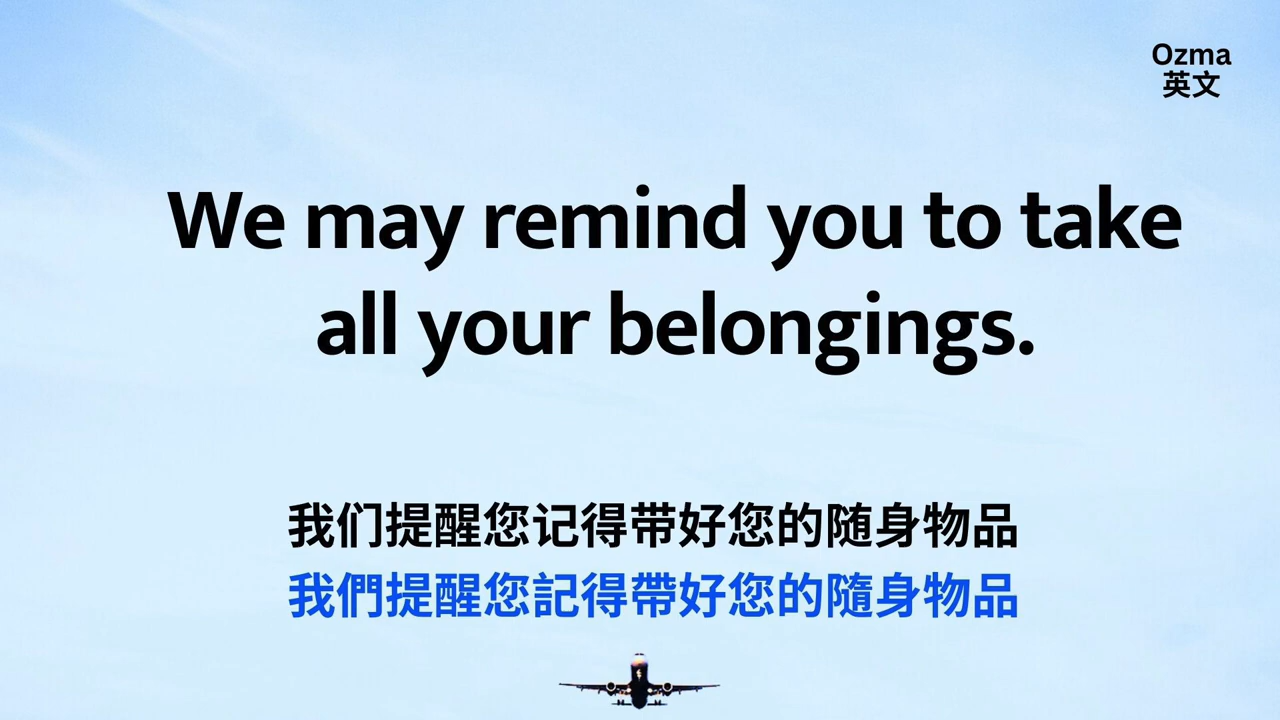 Ozma
英文
We may remind you to take
all your belongings.
我们提醒您记得带好您的随身物品
我們提醒您記得帶好您的隨身物品